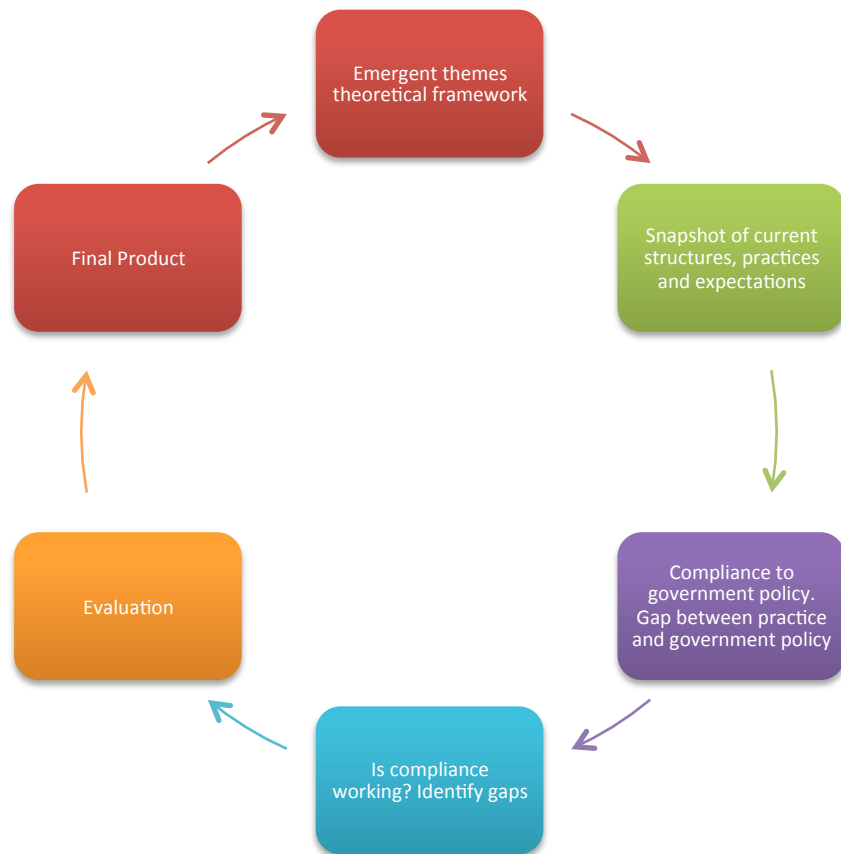 Emergent themes
theoretical framework
Snapshot of current
structures, practices
and expectations
Compliance to
government policy.
Gap between practice
and government policy
Is compliance
working? Identify gaps
Evaluation
Final Product